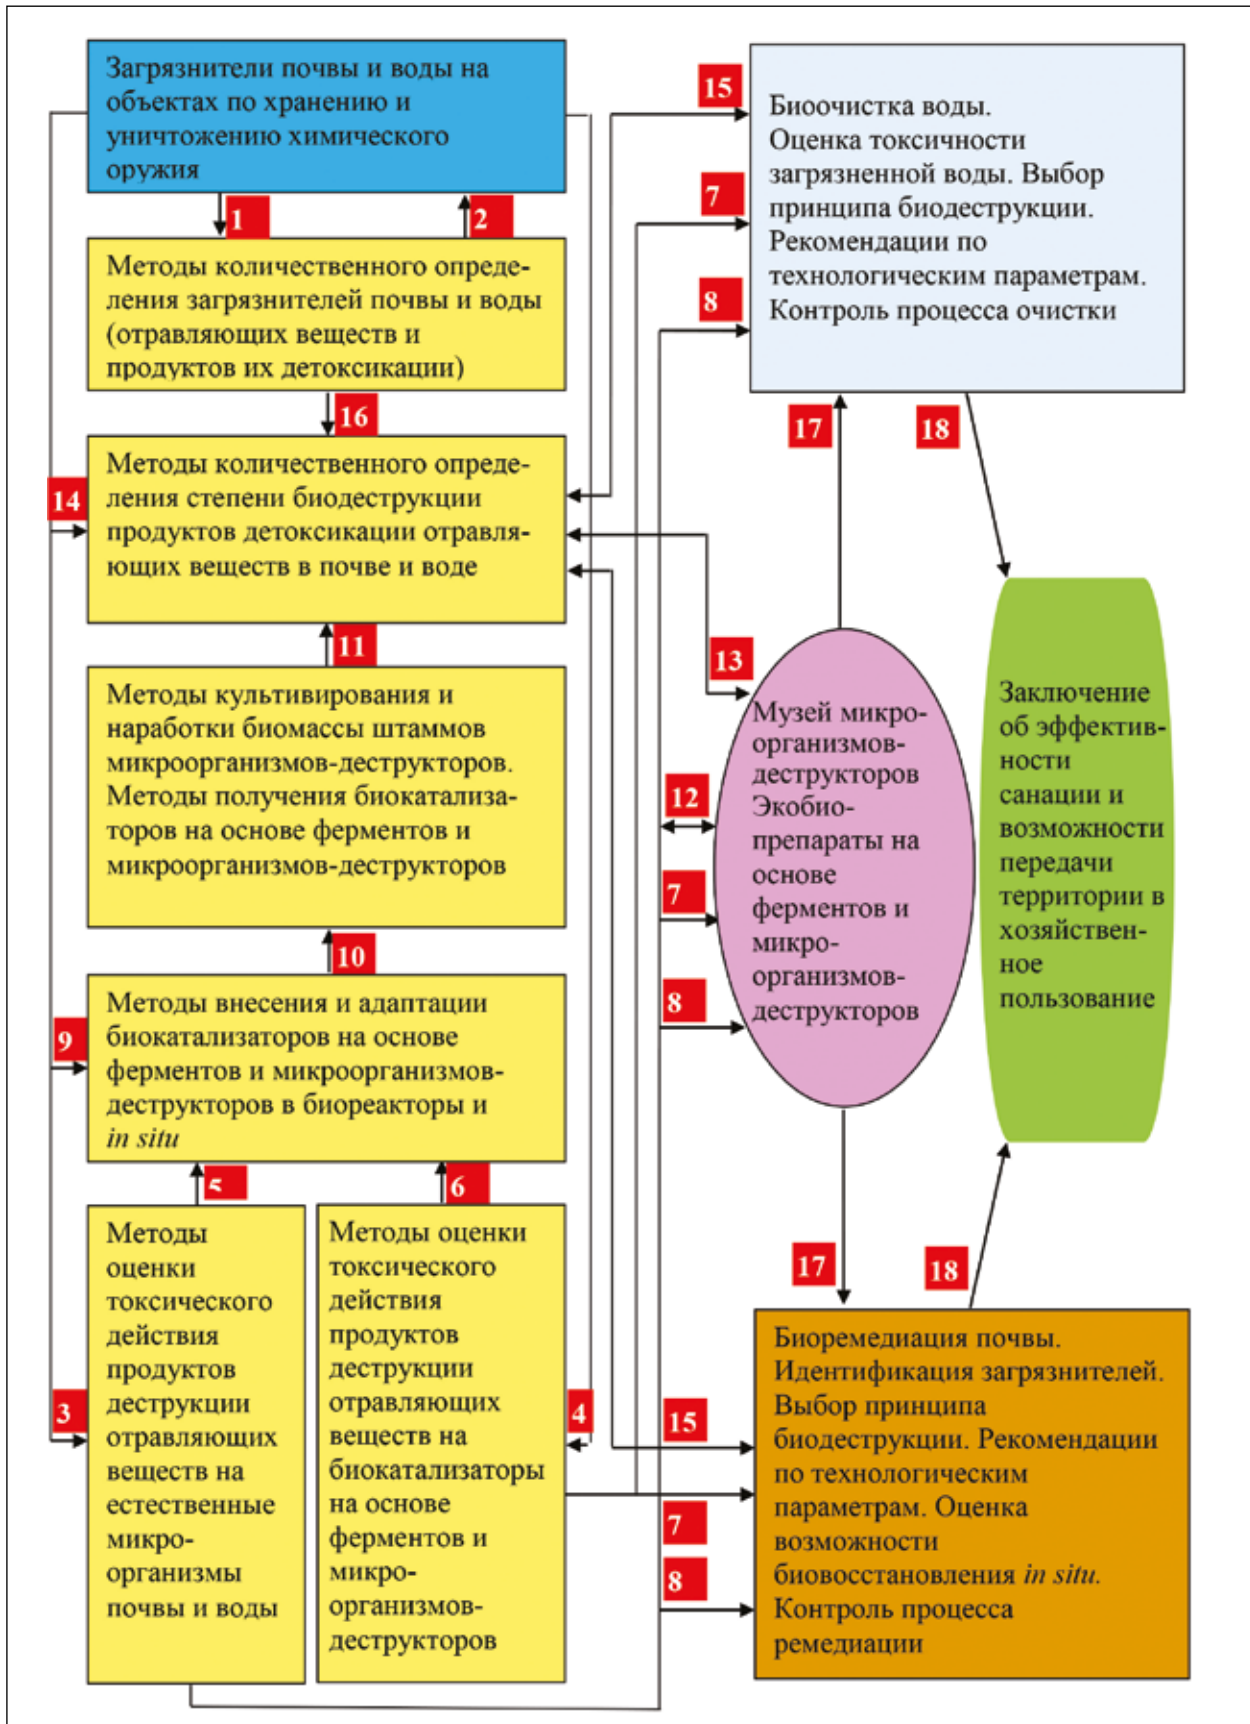 Загрязнители почвы и воды на
объектах по хранению и
уничтожению химического
оружия
1
2
Методы количественного опреде-
ления загрязнителей почвы и воды
(отравляющих веществ и
продуктов их детоксикации)
16
Методы количественного опреде-
ления степени биодеструкции
продуктов детоксикации отравля-
ющих веществ в почве и воде
14
11
Методы культивирования и
наработки биомассы штаммов
микроорганизмов-деструкторов.
Методы получения биокатализа-
торов на основе ферментов и
микроорганизмов-деструкторов
10
Методы внесения и адаптации
биокатализаторов на основе
ферментов и микроорганизмов-
деструкторов в биореакторы и
in situ
9
5
6
Методы
оценки
токсического
действия
продуктов
деструкции
отравляющих
веществ на
естественные
микро-
организмы
почвы и воды
3
Методы оценки
токсического
действия
продуктов
деструкции
отравляющих
веществ на
биокатализаторы
на основе
ферментов и
микро-
организмов-
деструкторов
4
15
7
8
Биоочистка воды.
Оценка токсичности
загрязненной воды. Выбор
принципа биодеструкции.
Рекомендации по
технологическим параметрам.
Контроль процесса очистки
17
18
13
12
7
8
Музей микро-
организмов-
деструкторов
Экобио-
препараты на
основе
ферментов и
микро-
организмов-
деструкторов
Заключение
об эффектив-
ности
санации и
возможности
передачи
территории в
хозяйствен-
ное
пользование
17
18
15
7
8
Биоремедиация почвы.
Идентификация загрязнителей.
Выбор принципа
биодеструкции. Рекомендации
по технологическим
параметрам. Оценка
возможности
биовосстановления in situ.
Контроль процесса
ремедиации